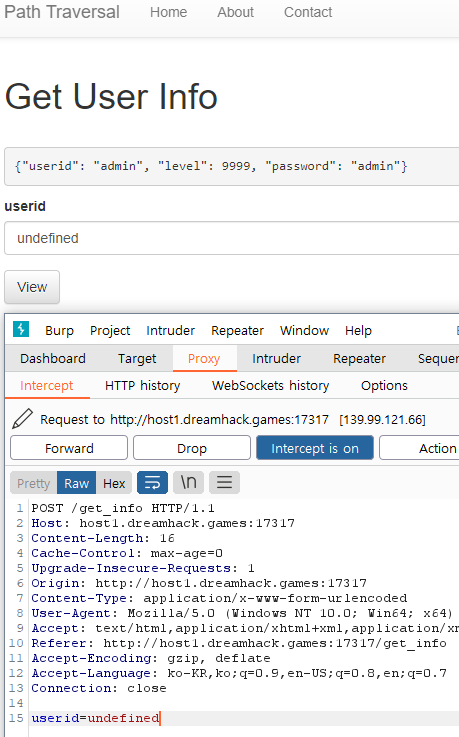 Path Traversal Home About Contact
Get User Info
{"userid": "admin", "level": 9999, "password": "admin"}
userid
undefined
View
Burp Project Intruder Repeater Window Help
Dashboard Target Proxy Intruder Repeater Sequen
Intercept HTTP history WebSockets history Options
Request to http://host1.dreamhack.games:17317 [139.99.121.66]
Forward Drop Intercept is on Action
Pretty Raw Hex \n
1 POST /get_info HTTP/1.1
2 Host: host1.dreamhack.games:17317
3 Content-Length: 16
4 Cache-Control: max-age=0
5 Upgrade-Insecure-Requests: 1
6 Origin: http://host1.dreamhack.games:17317
7 Content-Type: application/x-www-form-urlencoded
8 User-Agent: Mozilla/5.0 (Windows NT 10.0; Win64; x64)
9 Accept: text/html,application/xhtml+xml,application/xm
10 Referer: http://host1.dreamhack.games:17317/get_info
11 Accept-Encoding: gzip, deflate
12 Accept-Language: ko-KR,ko;q=0.9,en-US;q=0.8,en;q=0.7
13 Connection: close
14
15 userid=undefined